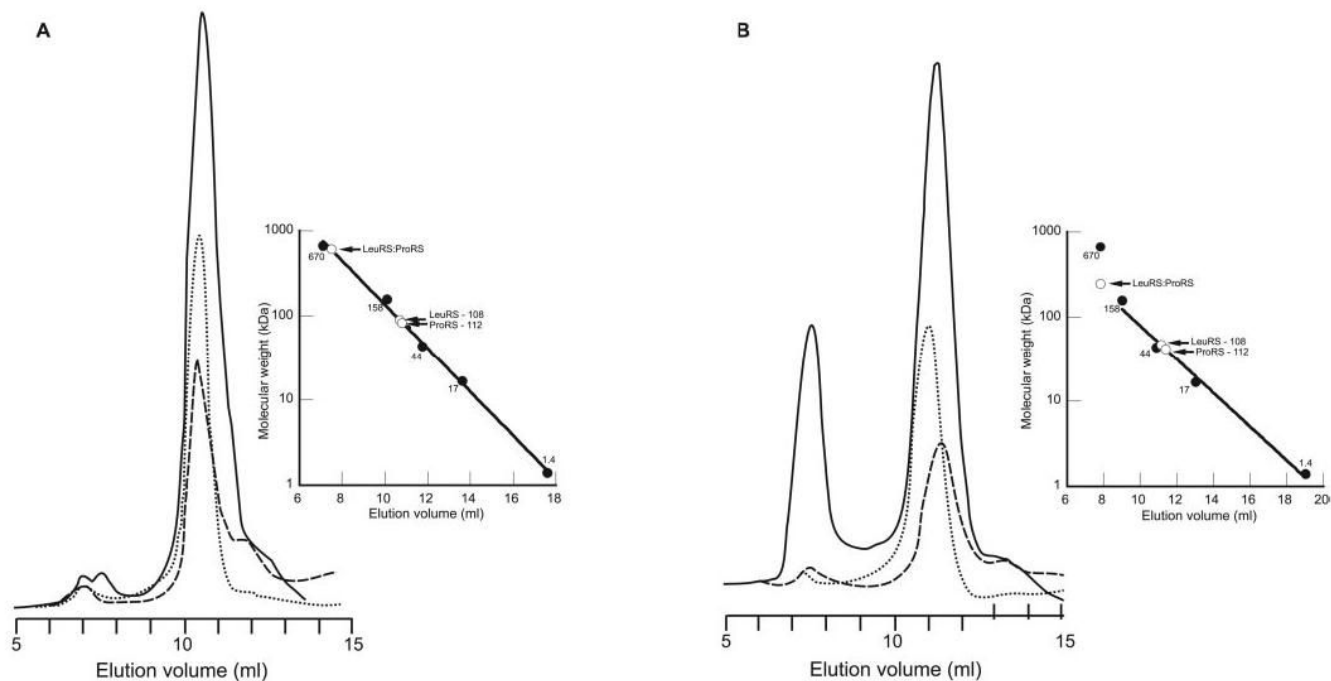 A
1000
100
10
1
670
158
44
17
1.4
LeuRS:ProRS
LeuRS - 108
ProRS - 112
Molecular weight (kDa)
6 8 10 12 14 16 18
Elution volume (ml)
5 10 15
Elution volume (ml)
B
1000
100
10
1
670
158
44
17
1.4
LeuRS:ProRS
LeuRS - 108
ProRS - 112
Molecular weight (kDa)
6 8 10 12 14 16 18 20
Elution volume (ml)
5 10 15
Elution volume (ml)